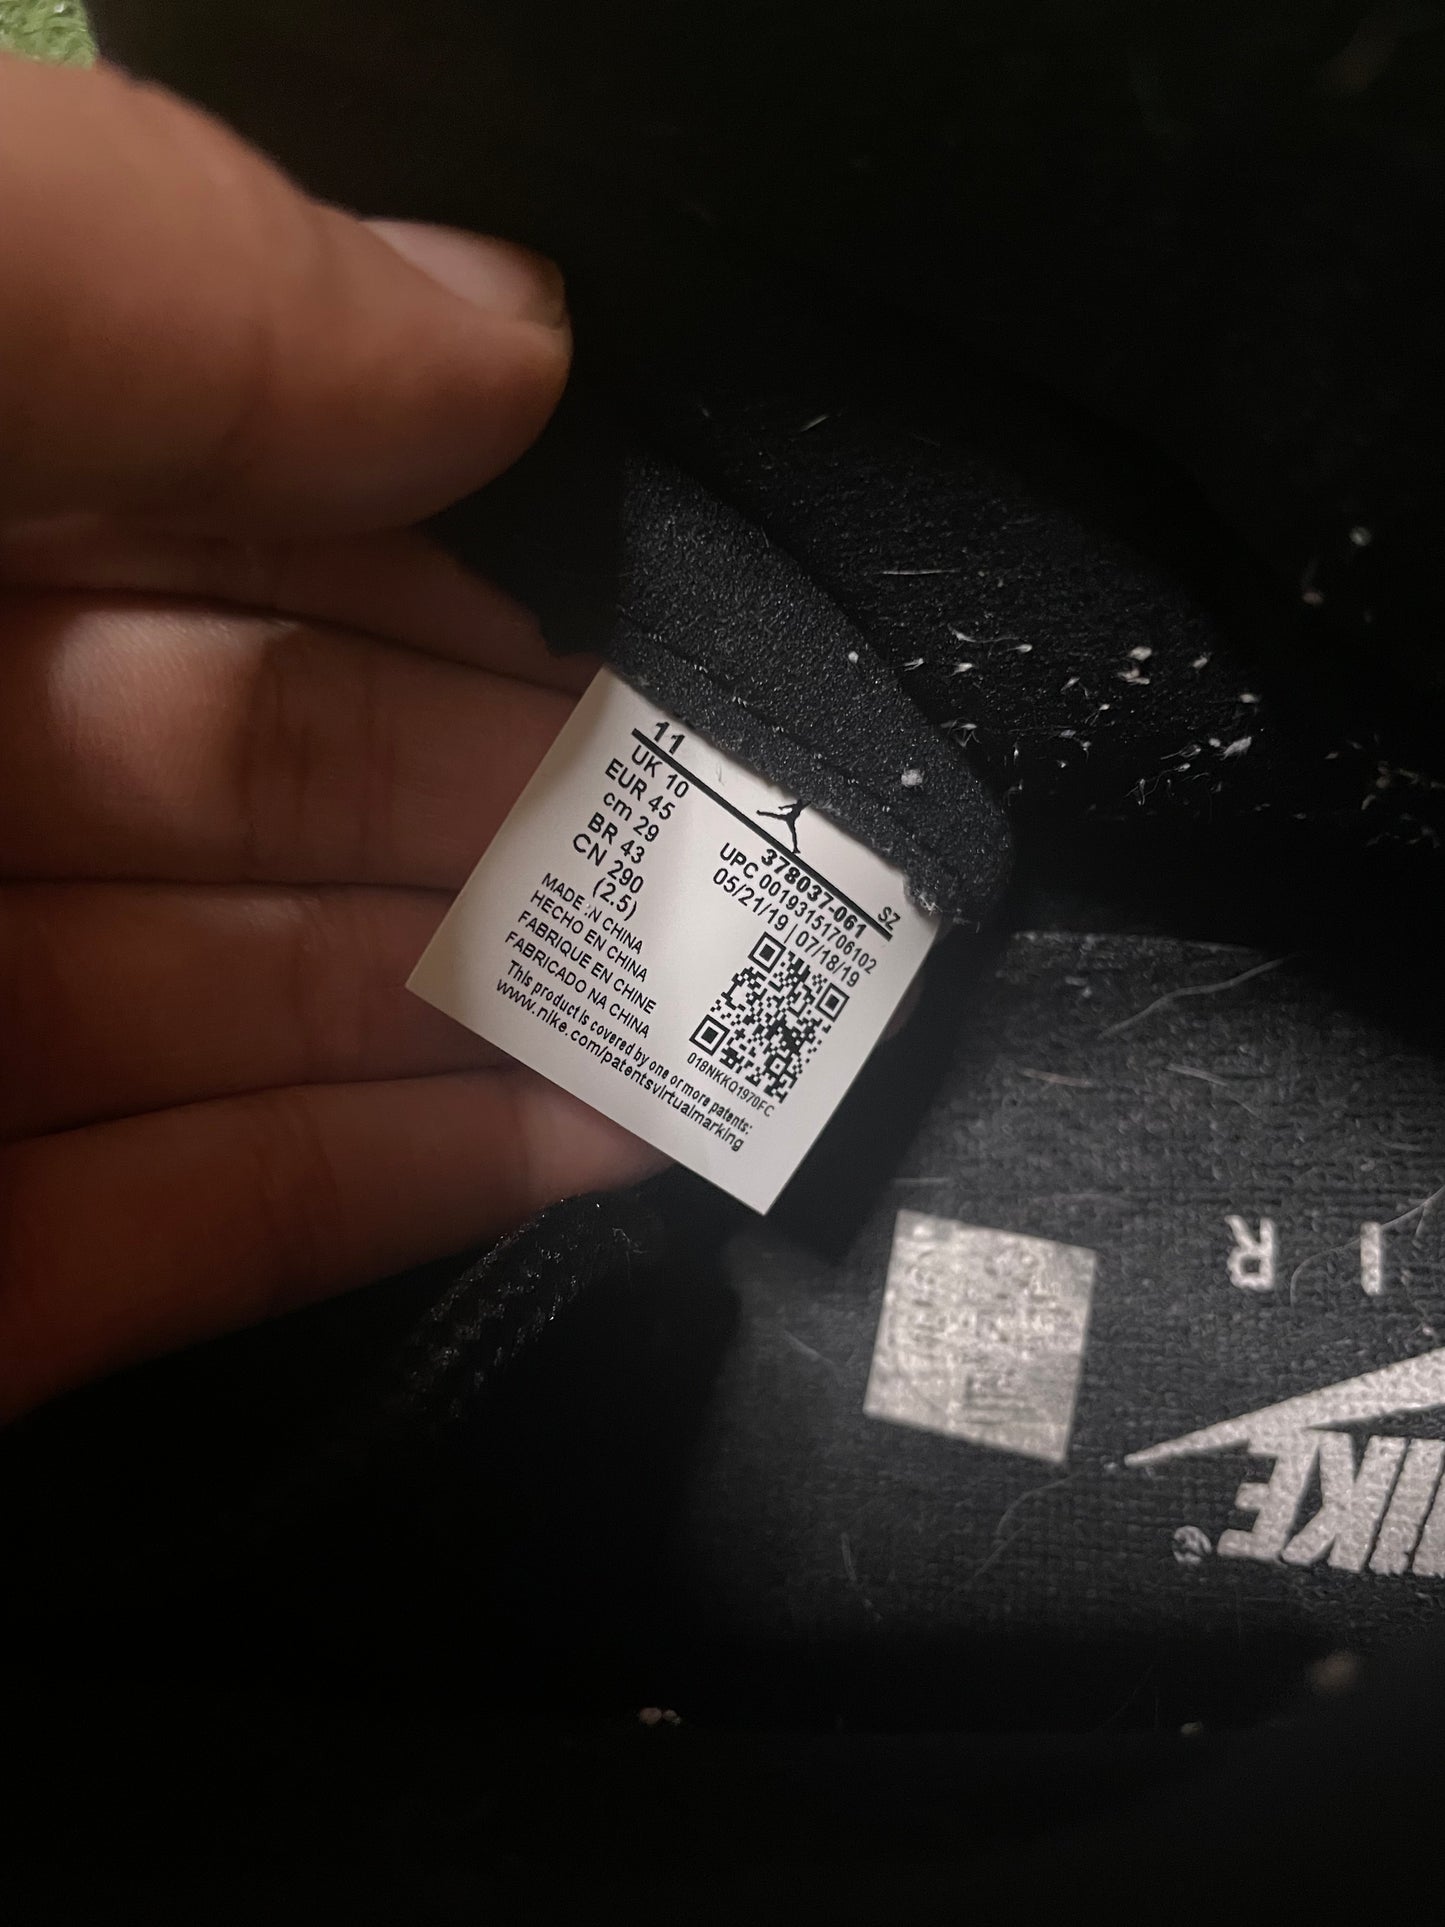 11
UK 10
EUR 45
cm 29
BR 43
CN 290
(2.5)
378037-061 SZ
UPC 00193151706102
05/21/19 | 07/18/19
018NKKQ1970FC
MADE IN CHINA
HECHO EN CHINA
FABRIQUE EN CHINE
FABRICADO NA CHINA
This product is covered by one or more patents:
www.nike.com/patentsvirtualmarking
IR
NIKE®